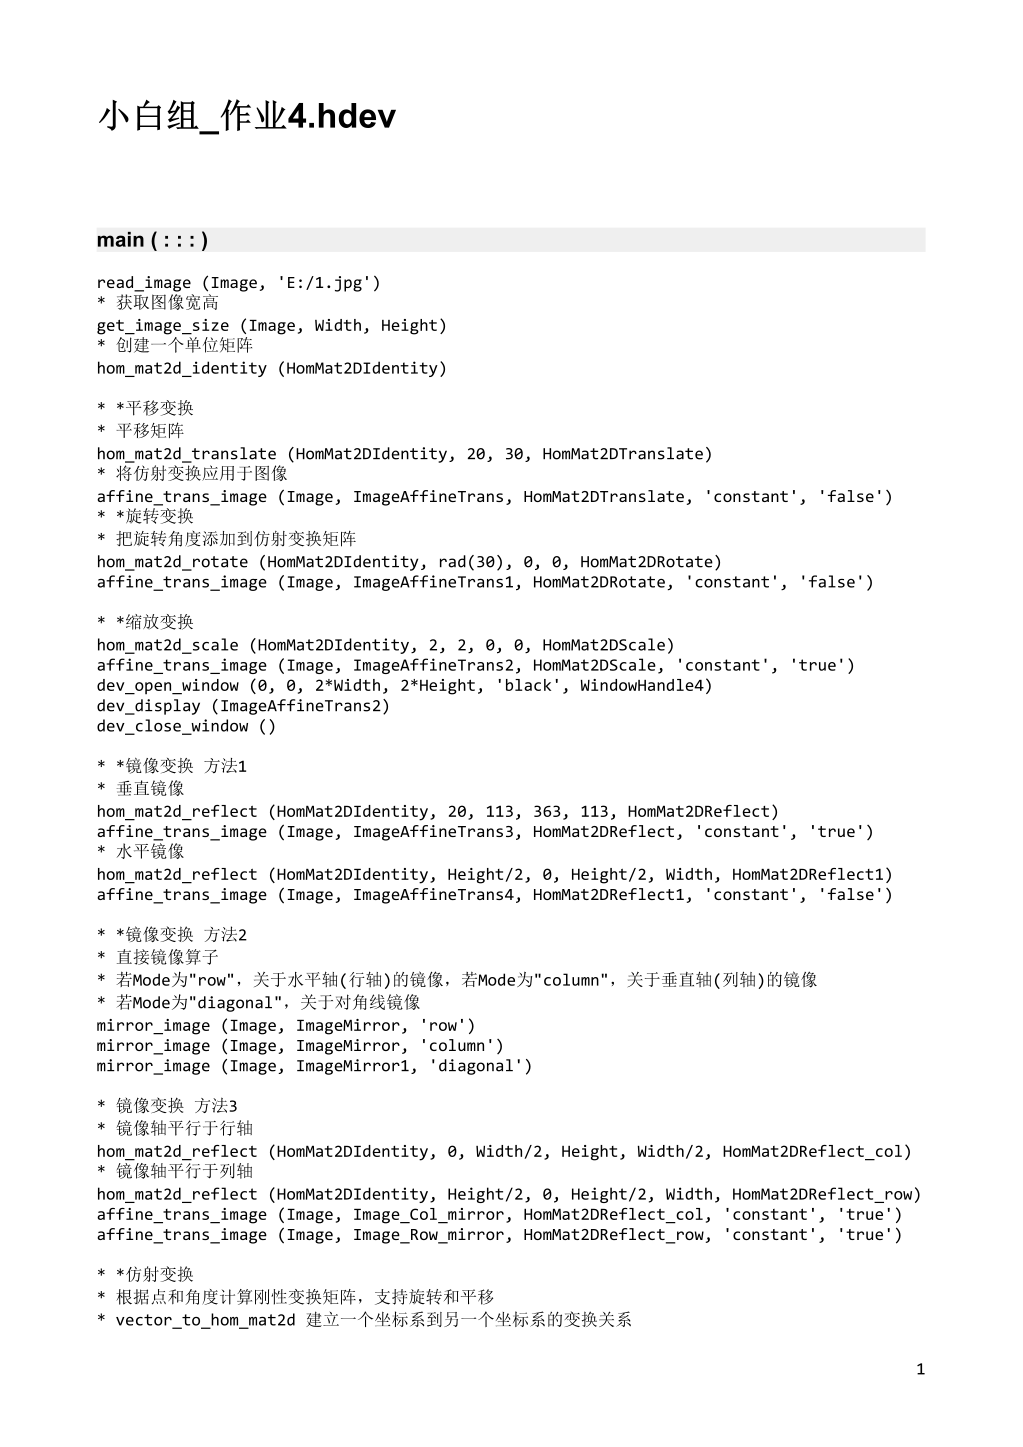 小白组_作业4.hdev
main ( : : : )
read_image (Image, 'E:/1.jpg')
* 获取图像宽高
get_image_size (Image, Width, Height)
* 创建一个单位矩阵
hom_mat2d_identity (HomMat2DIdentity)
* *平移变换
* 平移矩阵
hom_mat2d_translate (HomMat2DIdentity, 20, 30, HomMat2DTranslate)
* 将仿射变换应用于图像
affine_trans_image (Image, ImageAffineTrans, HomMat2DTranslate, 'constant', 'false')
* *旋转变换
* 把旋转角度添加到仿射变换矩阵
hom_mat2d_rotate (HomMat2DIdentity, rad(30), 0, 0, HomMat2DRotate)
affine_trans_image (Image, ImageAffineTrans1, HomMat2DRotate, 'constant', 'false')
* *缩放变换
hom_mat2d_scale (HomMat2DIdentity, 2, 2, 0, 0, HomMat2DScale)
affine_trans_image (Image, ImageAffineTrans2, HomMat2DScale, 'constant', 'true')
dev_open_window (0, 0, 2*Width, 2*Height, 'black', WindowHandle4)
dev_display (ImageAffineTrans2)
dev_close_window ()
* *镜像变换 方法1
* 垂直镜像
hom_mat2d_reflect (HomMat2DIdentity, 20, 113, 363, 113, HomMat2DReflect)
affine_trans_image (Image, ImageAffineTrans3, HomMat2DReflect, 'constant', 'true')
* 水平镜像
hom_mat2d_reflect (HomMat2DIdentity, Height/2, 0, Height/2, Width, HomMat2DReflect1)
affine_trans_image (Image, ImageAffineTrans4, HomMat2DReflect1, 'constant', 'false')
* *镜像变换 方法2
* 直接镜像算子
* 若Mode为"row"，关于水平轴(行轴)的镜像，若Mode为"column"，关于垂直轴(列轴)的镜像
* 若Mode为"diagonal"，关于对角线镜像
mirror_image (Image, ImageMirror, 'row')
mirror_image (Image, ImageMirror, 'column')
mirror_image (Image, ImageMirror1, 'diagonal')
* 镜像变换 方法3
* 镜像轴平行于行轴
hom_mat2d_reflect (HomMat2DIdentity, 0, Width/2, Height, Width/2, HomMat2DReflect_col)
* 镜像轴平行于列轴
hom_mat2d_reflect (HomMat2DIdentity, Height/2, 0, Height/2, Width, HomMat2DReflect_row)
affine_trans_image (Image, Image_Col_mirror, HomMat2DReflect_col, 'constant', 'true')
affine_trans_image (Image, Image_Row_mirror, HomMat2DReflect_row, 'constant', 'true')
* *仿射变换
* 根据点和角度计算刚性变换矩阵，支持旋转和平移
* vector_to_hom_mat2d 建立一个坐标系到另一个坐标系的变换关系
1